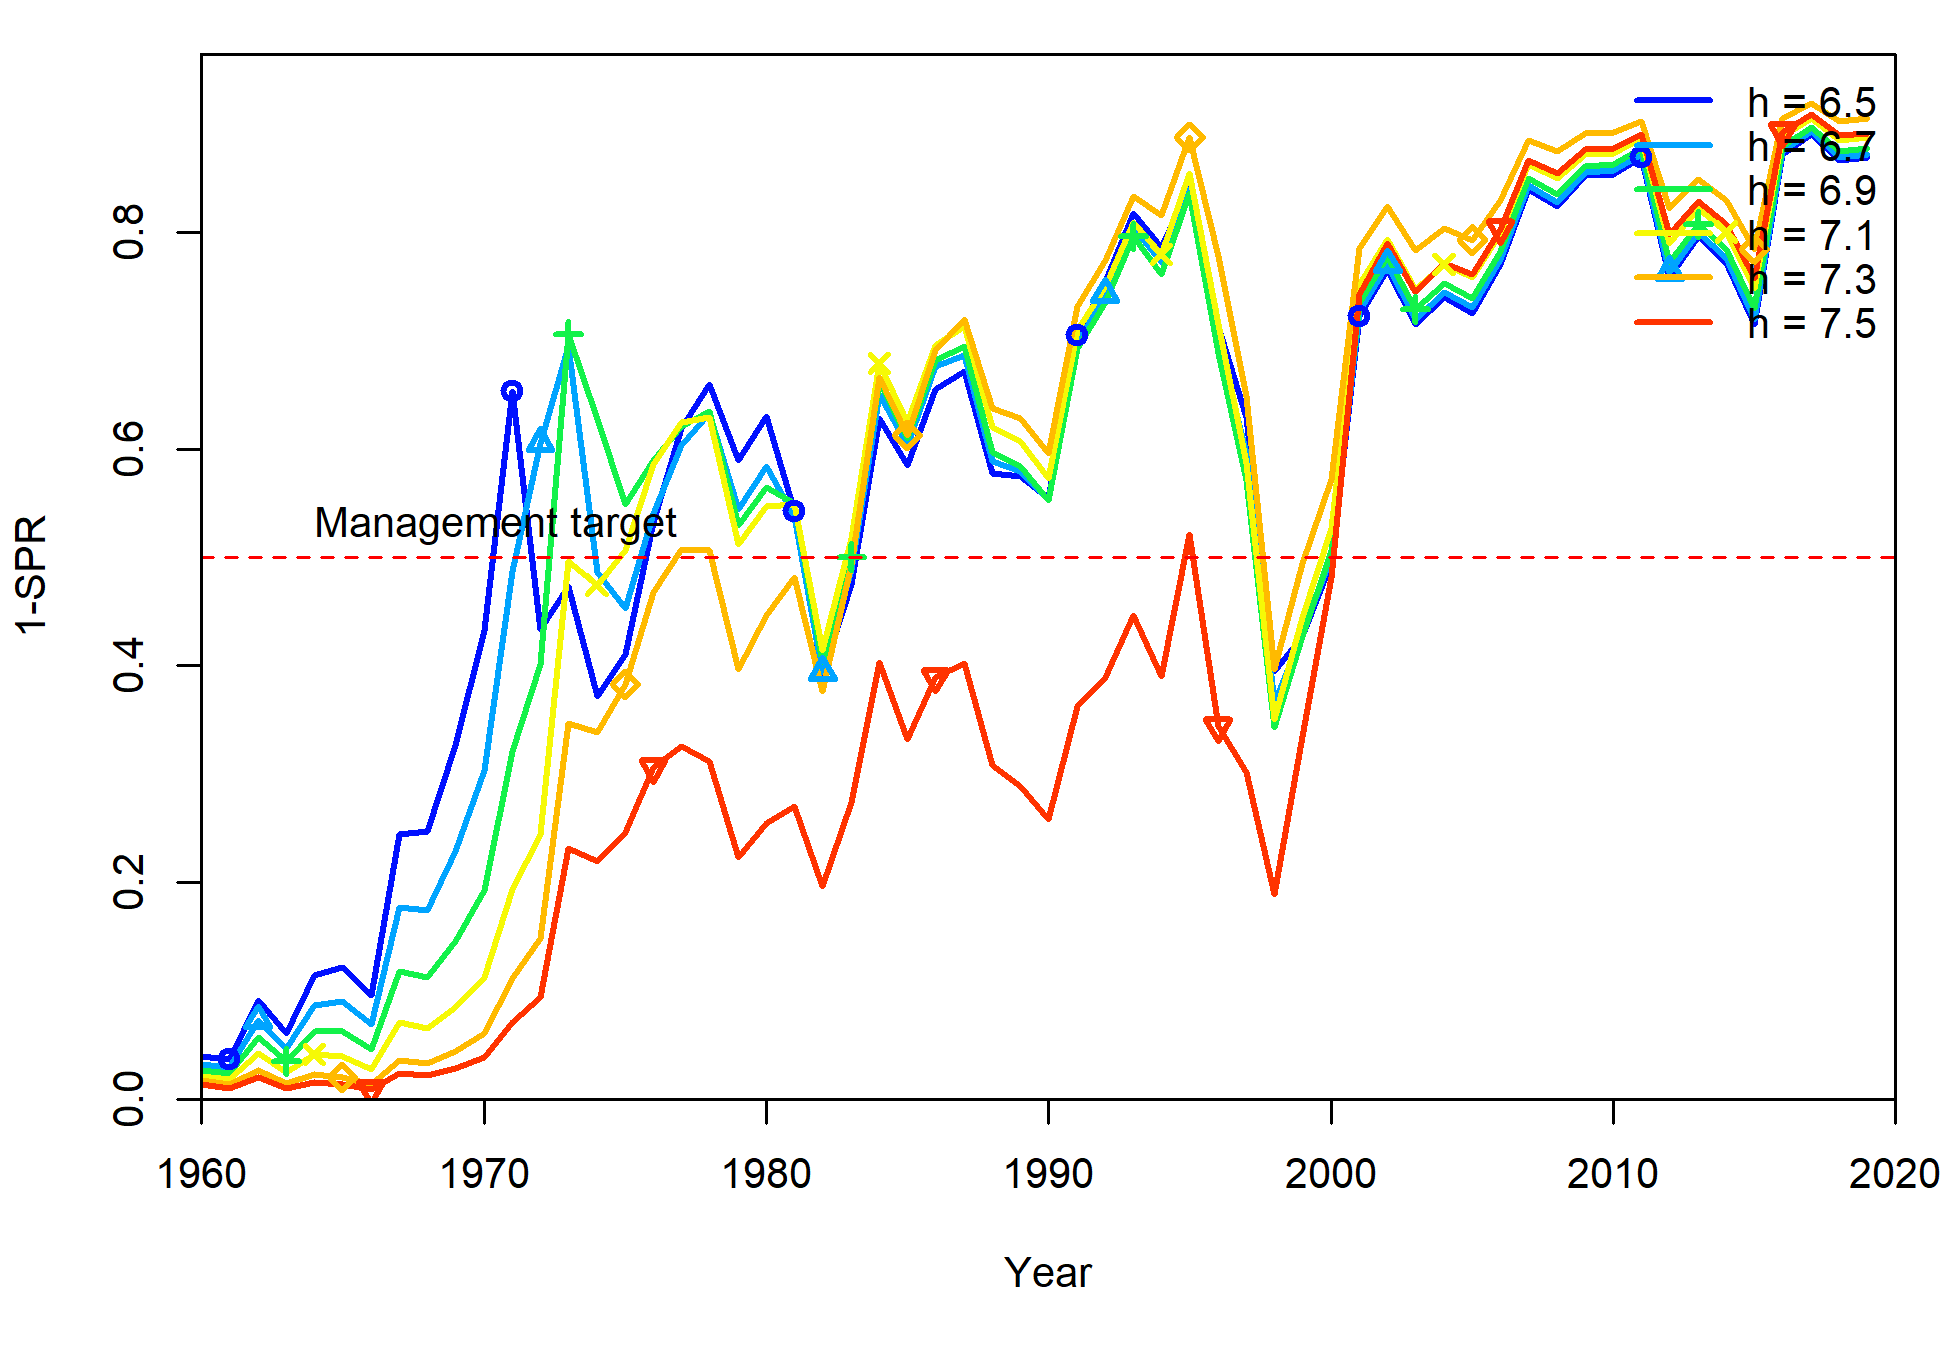 h = 6.5
h = 6.7
h = 6.9
h = 7.1
h = 7.3
h = 7.5
Management target
1-SPR
0.8
0.6
0.4
0.2
0.0
1960 1970 1980 1990 2000 2010 2020
Year